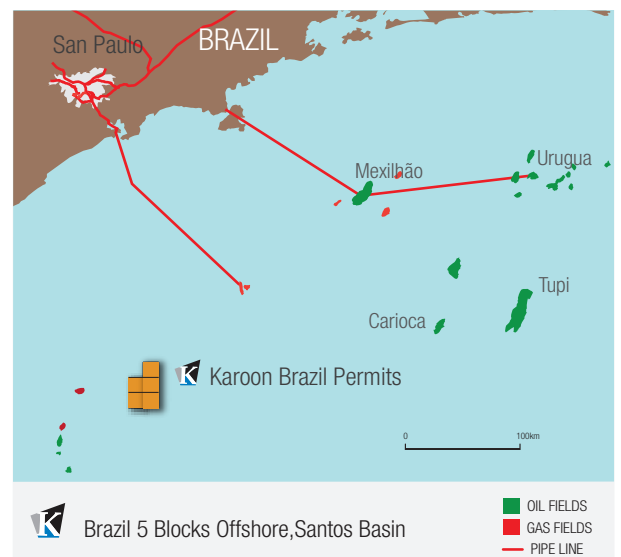 BRAZIL
San Paulo
Mexilhão
Urugua
Tupi
Carioca
K Karoon Brazil Permits
0 100km
K Brazil 5 Blocks Offshore,Santos Basin
OIL FIELDS
GAS FIELDS
PIPE LINE